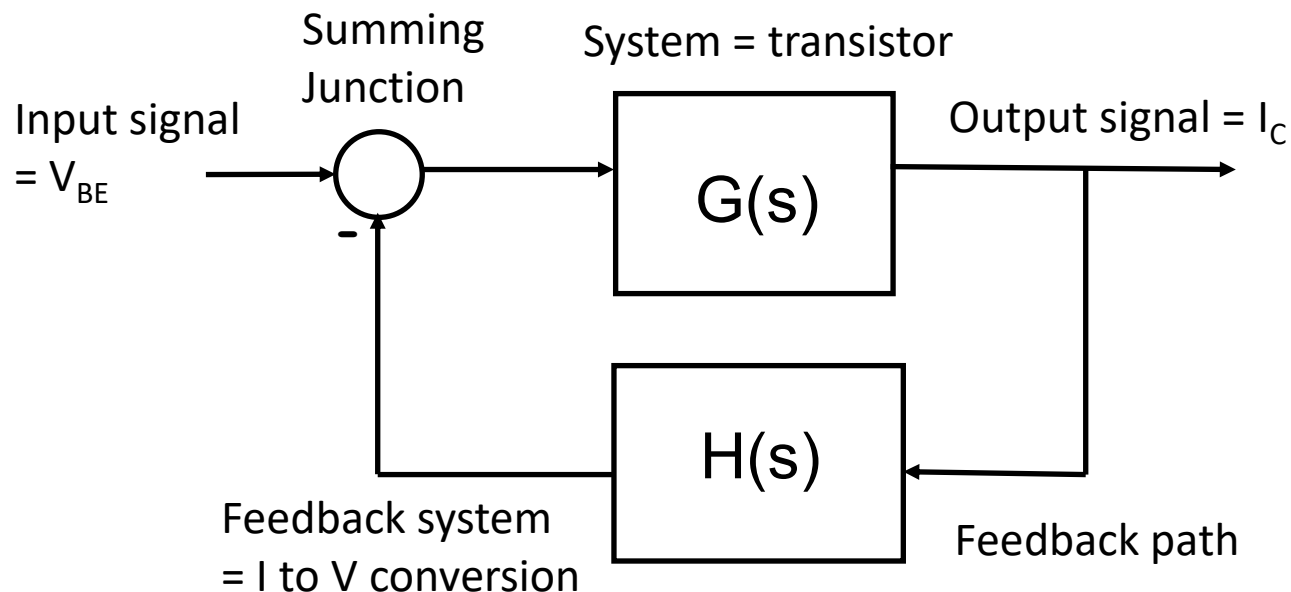 Summing
Junction
System = transistor
Input signal
= V_BE
Output signal = I_C
-
G(s)
H(s)
Feedback system
= I to V conversion
Feedback path